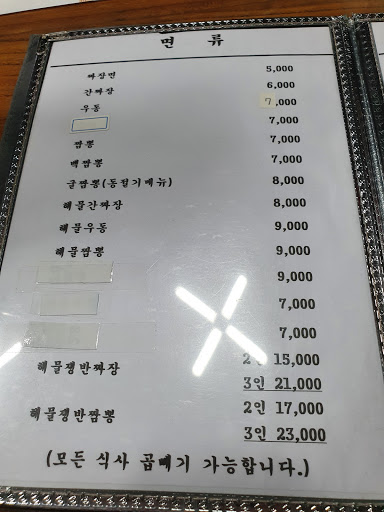 면 류
짜장면 5,000
간짜장 6,000
우동 7,000
7,000
짬뽕 7,000
백짬뽕 7,000
굴짬뽕(동절기메뉴) 8,000
해물간짜장 8,000
해물우동 9,000
해물짬뽕 9,000
9,000
7,000
7,000
해물쟁반짜장 2인 15,000
3인 21,000
해물쟁반짬뽕 2인 17,000
3인 23,000
(모든 식사 곱빼기 가능합니다.)